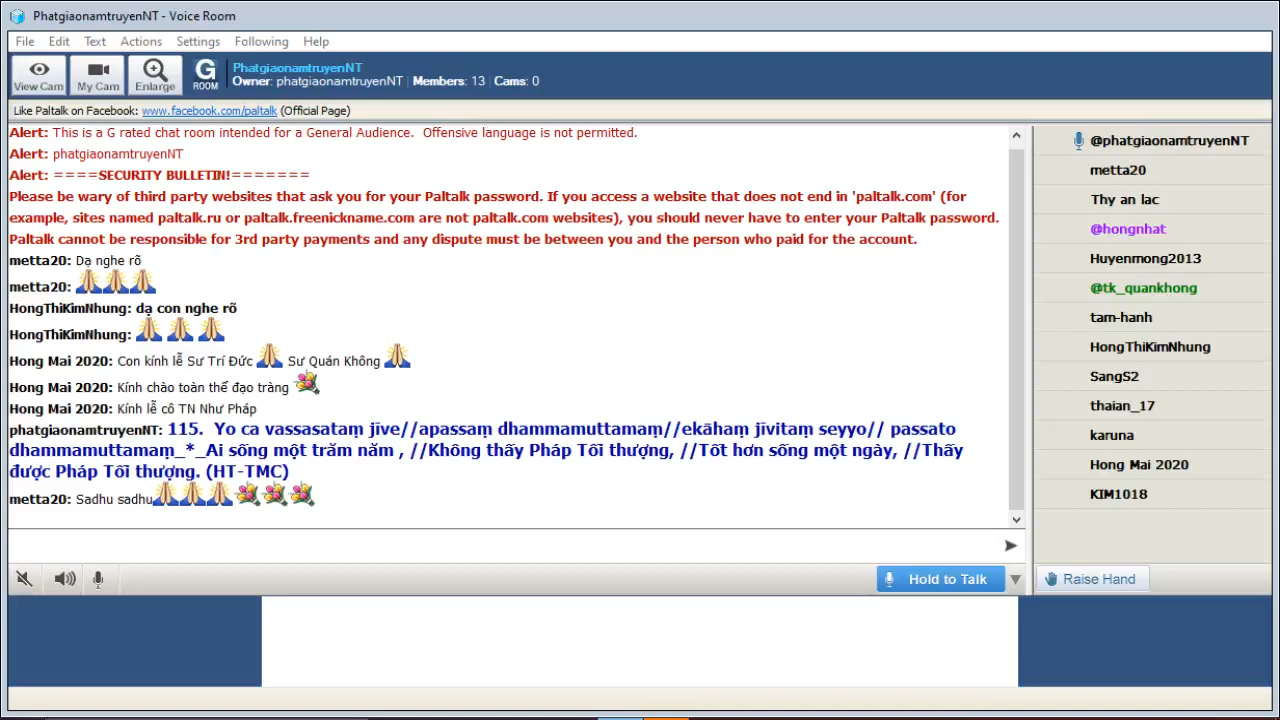 PhatgiaonamtruyenNT - Voice Room
File Edit Text Actions Settings Following Help
View Cam My Cam Enlarge G ROOM PhatgiaonamtruyenNT
Owner: phatgiaonamtruyenNT | Members: 13 | Cams: 0
Like Paltalk on Facebook: www.facebook.com/paltalk (Official Page)
Alert: This is a G rated chat room intended for a General Audience. Offensive language is not permitted.
Alert: phatgiaonamtruyenNT
Alert: ====SECURITY BULLETIN!=======
Please be wary of third party websites that ask you for your Paltalk password. If you access a website that does not end in 'paltalk.com' (for
example, sites named paltalk.ru or paltalk.freenickname.com are not paltalk.com websites), you should never have to enter your Paltalk password.
Paltalk cannot be responsible for 3rd party payments and any dispute must be between you and the person who paid for the account.
metta20: Dạ nghe rõ
metta20:
HongThiKimNhung: dạ con nghe rõ
HongThiKimNhung:
Hong Mai 2020: Con kính lễ Sư Trí Đức Sư Quán Không
Hong Mai 2020: Kính chào toàn thể đạo tràng
Hong Mai 2020: Kính lễ cô TN Như Pháp
phatgiaonamtruyenNT: 115. Yo ca vassasataṃ jīve//apassaṃ dhammamuttamaṃ//ekāhaṃ jīvitaṃ seyyo// passato
dhammamuttamaṃ_*_Ai sống một trăm năm , //Không thấy Pháp Tối thượng, //Tốt hơn sống một ngày, //Thấy
được Pháp Tối thượng. (HT-TMC)
metta20: Sadhu sadhu
@phatgiaonamtruyenNT
metta20
Thy an lac
@hongnhat
Huyenmong2013
@tk_quankhong
tam-hanh
HongThiKimNhung
SangS2
thaian_17
karuna
Hong Mai 2020
KIM1018
Hold to Talk
Raise Hand